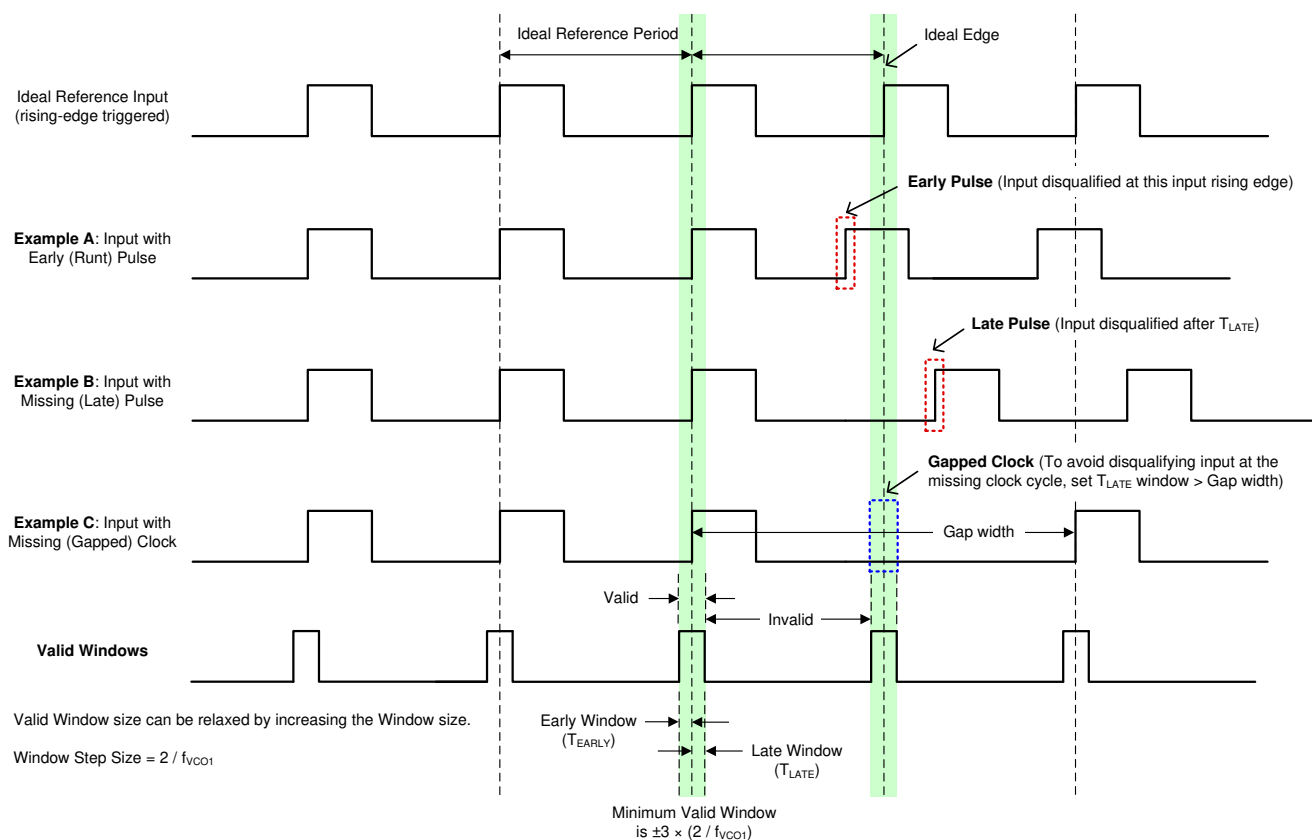 Ideal Reference Period
Ideal Edge
Ideal Reference Input
(rising-edge triggered)
Early Pulse (Input disqualified at this input rising edge)
Example A: Input with
Early (Runt) Pulse
Late Pulse (Input disqualified after TLATE)
Example B: Input with
Missing (Late) Pulse
Gapped Clock (To avoid disqualifying input at the
missing clock cycle, set TLATE window > Gap width)
Example C: Input with
Missing (Gapped) Clock
Gap width
Valid
Invalid
Valid Windows
Valid Window size can be relaxed by increasing the Window size.
Window Step Size = 2 / fVCO1
Early Window
(TEARLY)
Late Window
(TLATE)
Minimum Valid Window
is ±3 × (2 / fVCO1)